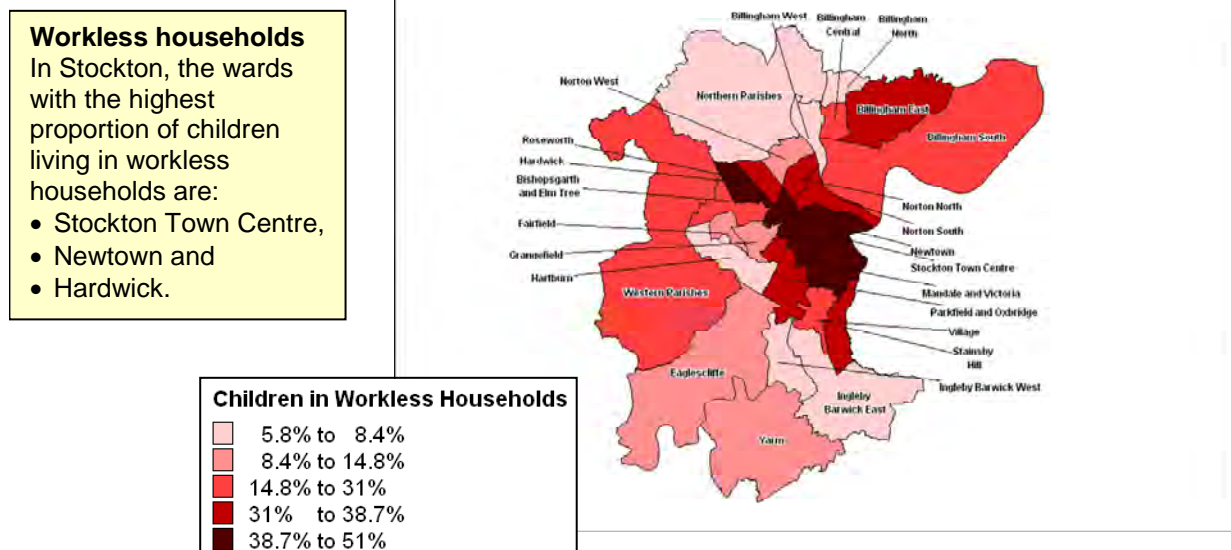 Workless households
In Stockton, the wards
with the highest
proportion of children
living in workless
households are:
• Stockton Town Centre,
• Newtown and
• Hardwick.
Billingham West
Billingham
Central
Billingham
North
Norton West
Northern Parishes
Billingham East
Billingham South
Roseworth
Hardwick
Bishopsgarth
and Elm Tree
Fairfield
Grangefield
Hartburn
Norton North
Norton South
Newtown
Stockton Town Centre
Mandale and Victoria
Parkfield and Oxbridge
Village
Stainsby
Hill
Ingleby Barwick West
Western Parishes
Eaglescliffe
Ingleby
Barwick East
Yarm
Children in Workless Households
5.8% to 8.4%
8.4% to 14.8%
14.8% to 31%
31% to 38.7%
38.7% to 51%